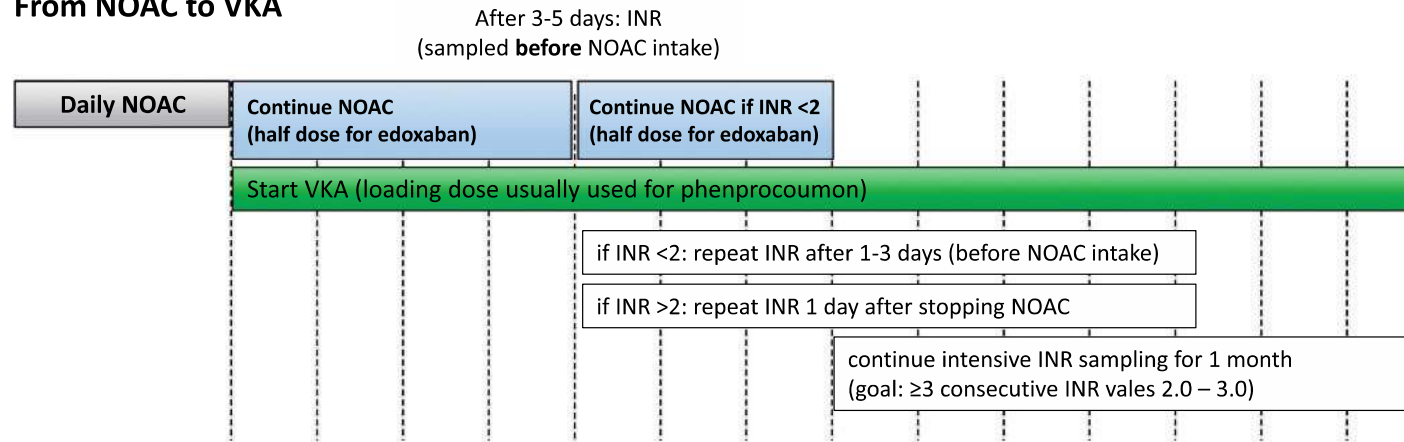 From NOAC to VKA
After 3-5 days: INR
(sampled before NOAC intake)
Daily NOAC
Continue NOAC
(half dose for edoxaban)
Continue NOAC if INR <2
(half dose for edoxaban)
Start VKA (loading dose usually used for phenprocoumon)
if INR <2: repeat INR after 1-3 days (before NOAC intake)
if INR >2: repeat INR 1 day after stopping NOAC
continue intensive INR sampling for 1 month
(goal: ≥3 consecutive INR vales 2.0 – 3.0)